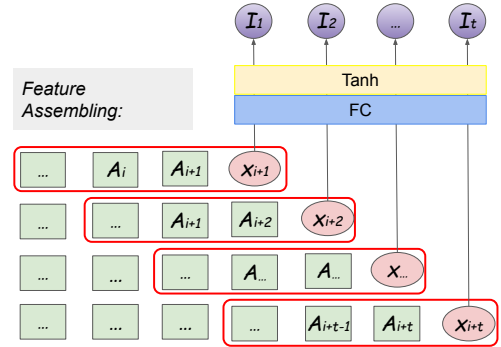 I1 I2 ... It
Tanh
Feature
Assembling:
FC
... Ai Ai+1 xi+1
... ... Ai+1 Ai+2 xi+2
... ... ... A... A... x...
... ... ... ... Ai+t-1 Ai+t xi+t